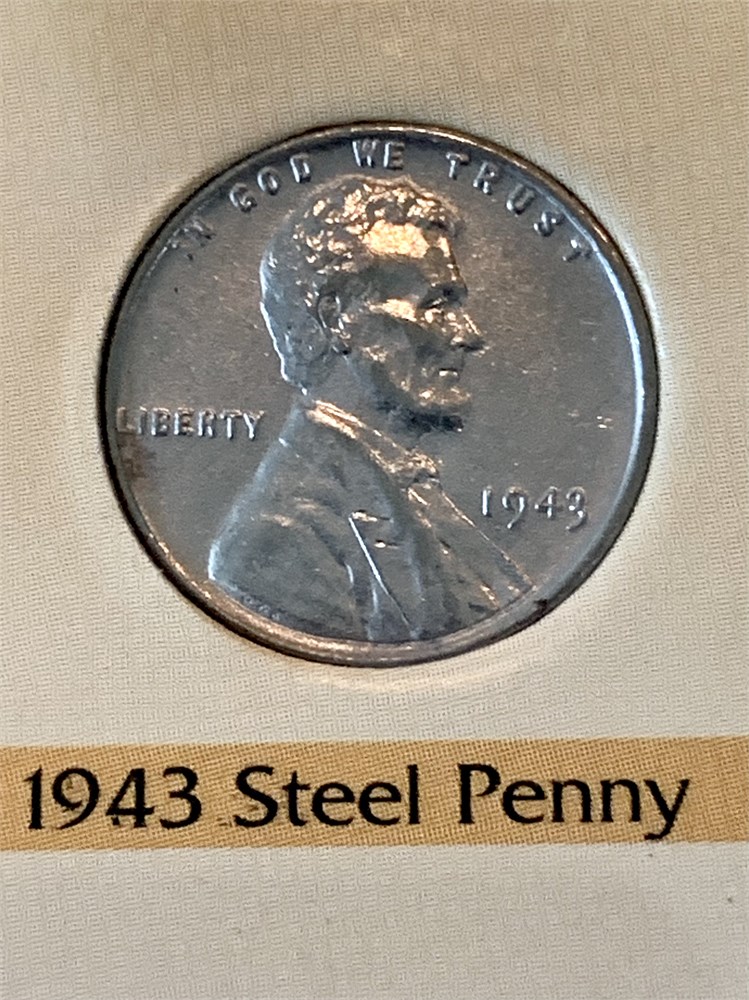 IN GOD WE TRUST
LIBERTY
1943
1943 Steel Penny